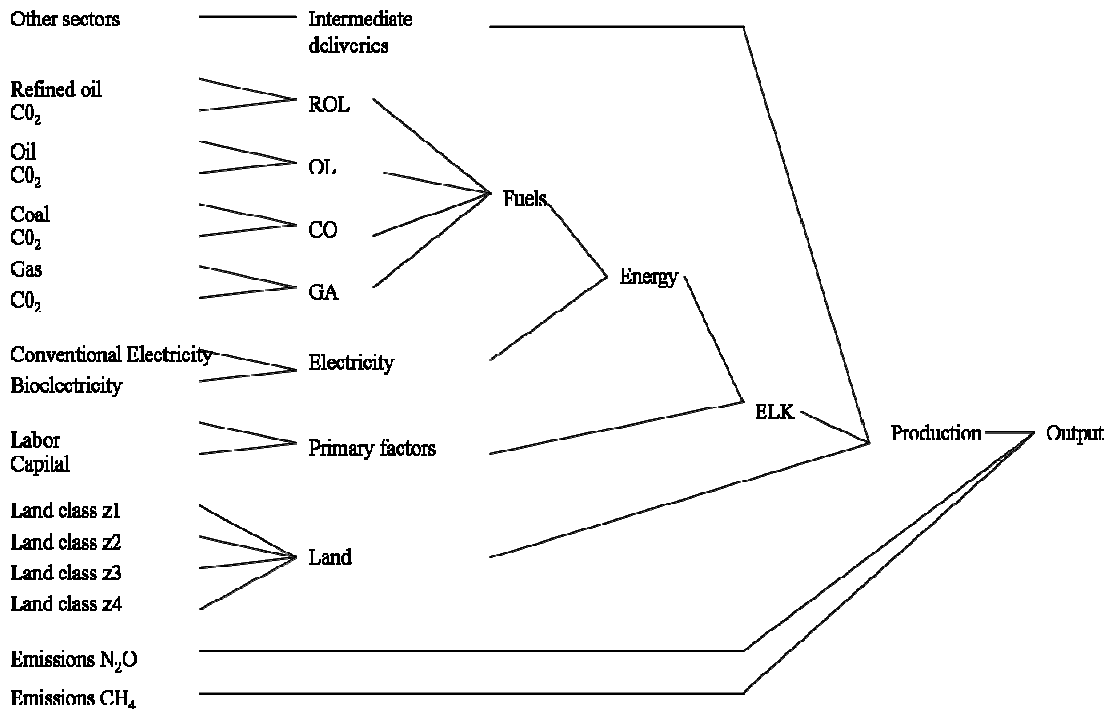 Other sectors
Intermediate
deliveries
Refined oil
C0₂
ROL
Oil
C0₂
OL
Coal
C0₂
CO
Gas
C0₂
GA
Fuels
Energy
Conventional Electricity
Bioelectricity
Electricity
ELK
Labor
Capital
Primary factors
Production
Output
Land class z1
Land class z2
Land class z3
Land class z4
Land
Emissions N₂O
Emissions CH₄